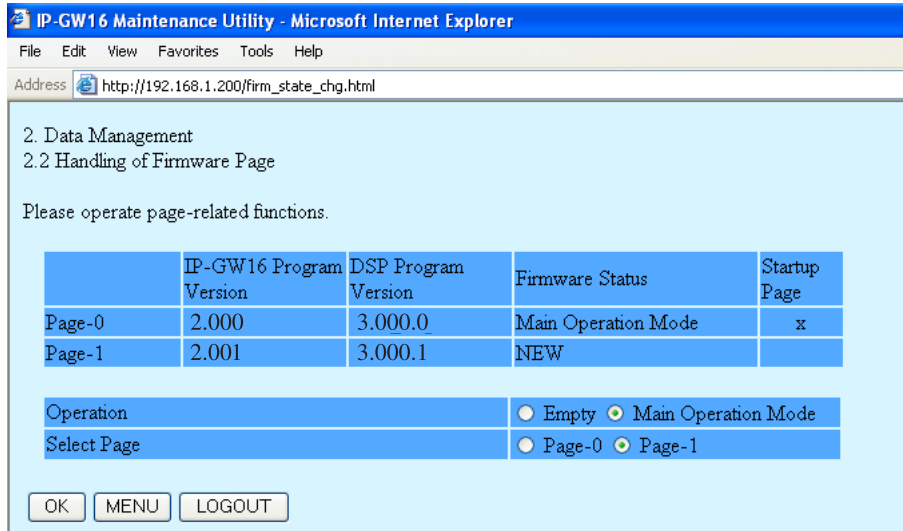 IP-GW16 Maintenance Utility - Microsoft Internet Explorer
File Edit View Favorites Tools Help
Address http://192.168.1.200/firm_state_chg.html
2. Data Management
2.2 Handling of Firmware Page
Please operate page-related functions.
IP-GW16 Program Version DSP Program Version Firmware Status Startup Page
Page-0 2.000 3.000.0 Main Operation Mode x
Page-1 2.001 3.000.1 NEW
Operation Empty Main Operation Mode
Select Page Page-0 Page-1
OK MENU LOGOUT